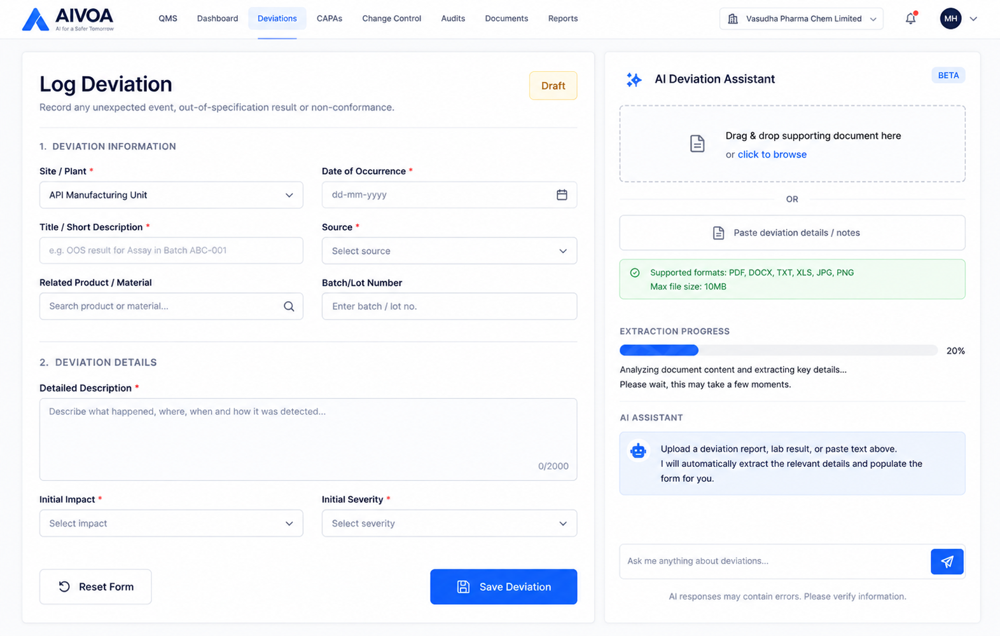 AIVOA
AI for a Safer Tomorrow
QMS
Dashboard
Deviations
CAPAs
Change Control
Audits
Documents
Reports
Vasudha Pharma Chem Limited
MH
Log Deviation
Draft
Record any unexpected event, out-of-specification result or non-conformance.
1. DEVIATION INFORMATION
Site / Plant *
API Manufacturing Unit
Date of Occurrence *
dd-mm-yyyy
Title / Short Description *
e.g. OOS result for Assay in Batch ABC-001
Source *
Select source
Related Product / Material
Search product or material...
Batch/Lot Number
Enter batch / lot no.
2. DEVIATION DETAILS
Detailed Description *
Describe what happened, where, when and how it was detected...
0/2000
Initial Impact *
Select impact
Initial Severity *
Select severity
Reset Form
Save Deviation
AI Deviation Assistant
BETA
Drag & drop supporting document here
or click to browse
OR
Paste deviation details / notes
Supported formats: PDF, DOCX, TXT, XLS, JPG, PNG
Max file size: 10MB
EXTRACTION PROGRESS
20%
Analyzing document content and extracting key details...
Please wait, this may take a few moments.
AI ASSISTANT
Upload a deviation report, lab result, or paste text above.
I will automatically extract the relevant details and populate the
form for you.
Ask me anything about deviations...
AI responses may contain errors. Please verify information.